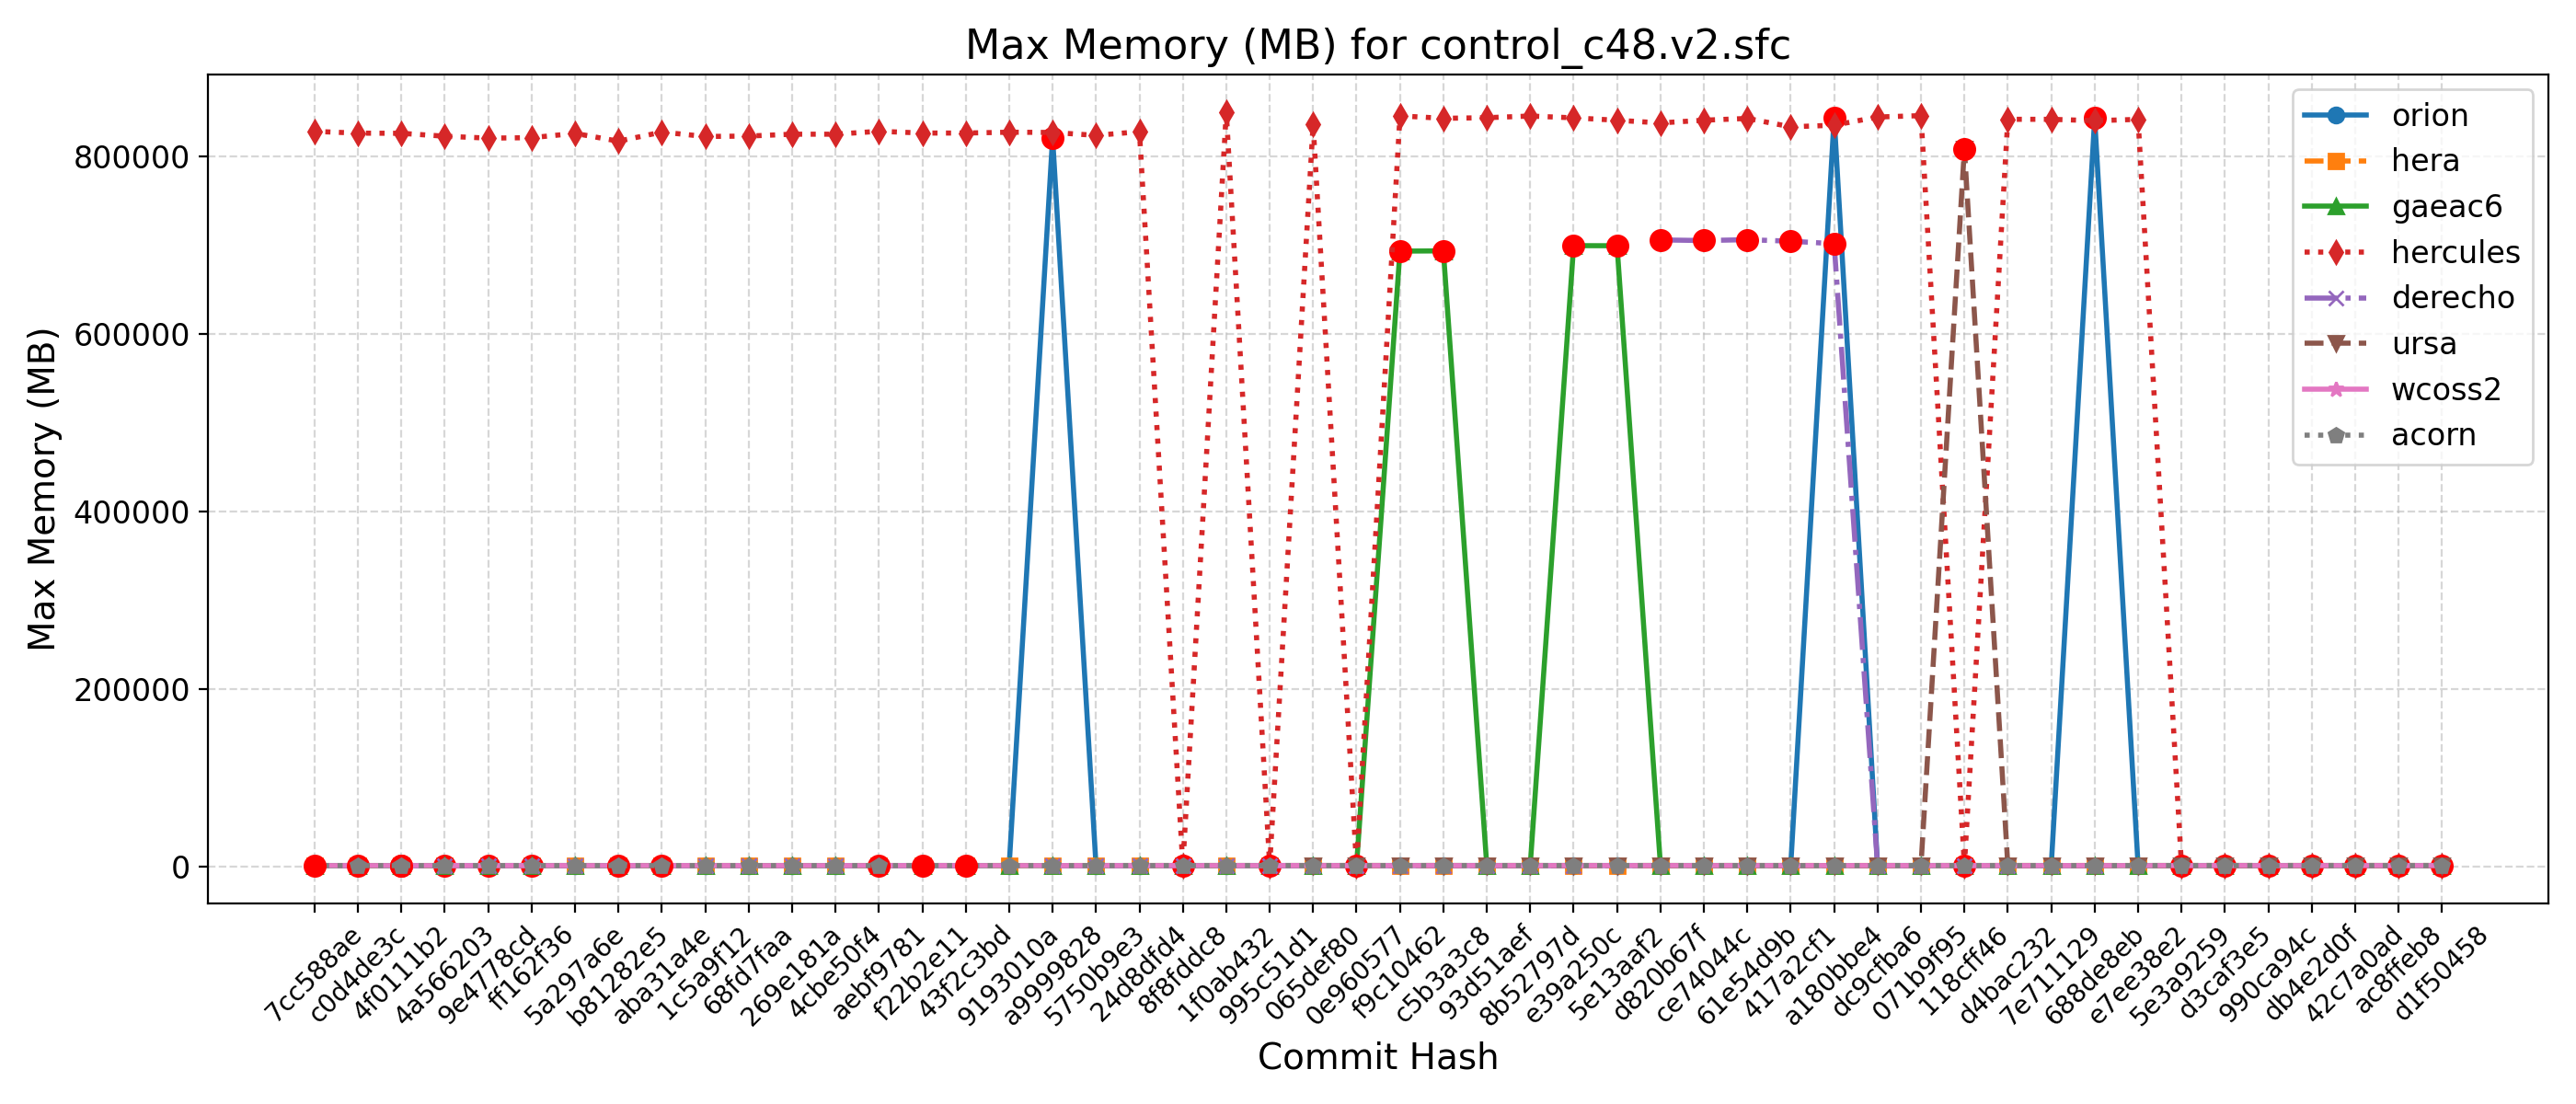 Max Memory (MB) for control_c48.v2.sfc
Max Memory (MB)
800000
600000
400000
200000
0
orion
hera
gaeac6
hercules
derecho
ursa
wcoss2
acorn
7cc588ae
c0d4de3c
4f0111b2
4a566203
9e4778cd
ff162f36
5a297a6e
b81282e5
aba31a4e
1c5a9f12
68fd7faa
269e181a
4cbe50f4
aebf9781
f22b2e11
43f2c3bd
9193010a
a9999828
5750b9e3
24d8dfd4
8f8fddc8
1f0ab432
995c51d1
065def80
0e960577
f9c10462
c5b3a3c8
93d51aef
8b52797d
e39a250c
5e13aaf2
d820b67f
ce74044c
61e54d9b
417a2cf1
a180bbe4
dc9cfba6
071b9f95
118cff46
d4bac232
7e711129
688de8eb
e7ee38e2
5e3a9259
d3caf3e5
990ca94c
db4e2d0f
42c7a0ad
ac8ffeb8
d1f50458
Commit Hash